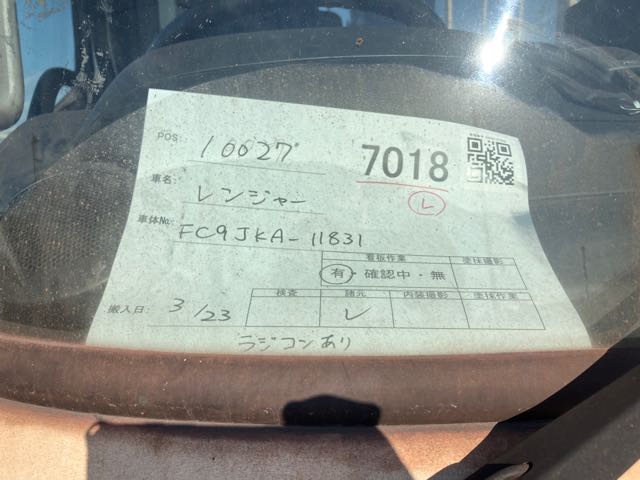 POS: 10027 7018
車名: レンジャー レ
車体No: FC9JKA-11831
看板作業 塗抹撮影
有・確認中・無
検査 諸元 内装撮影 塗抹作業
搬入日: 3/23 レ
ラジコンあり